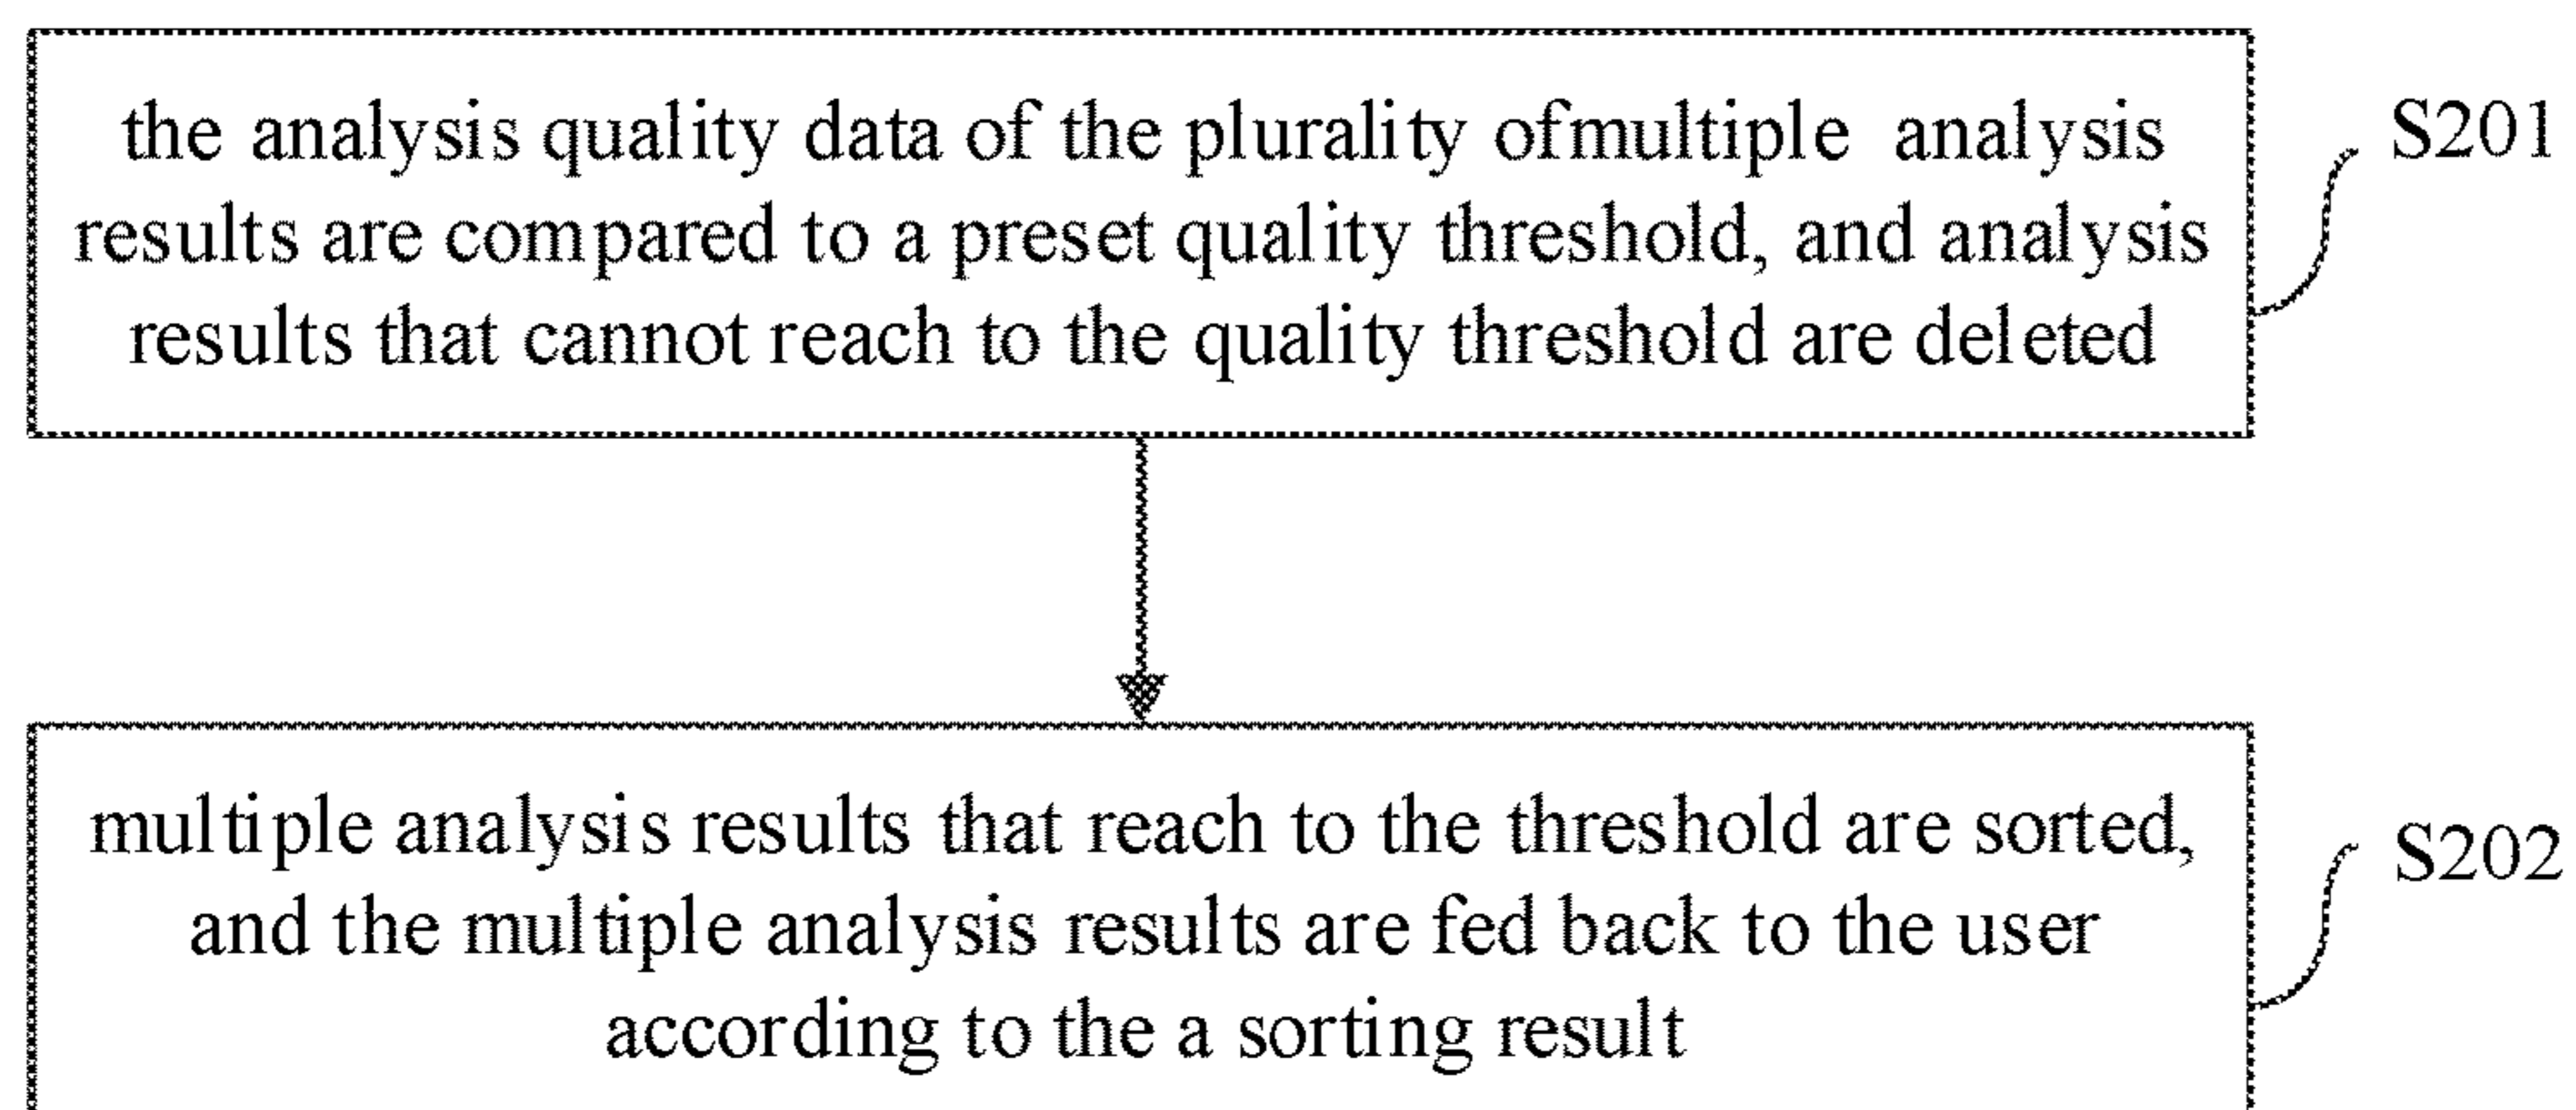 the analysis quality data of the plurality ofmultiple analysis
results are compared to a preset quality threshold, and analysis
results that cannot reach to the quality threshold are deleted
S201
multiple analysis results that reach to the threshold are sorted,
and the multiple analysis results are fed back to the user
according to the a sorting result
S202